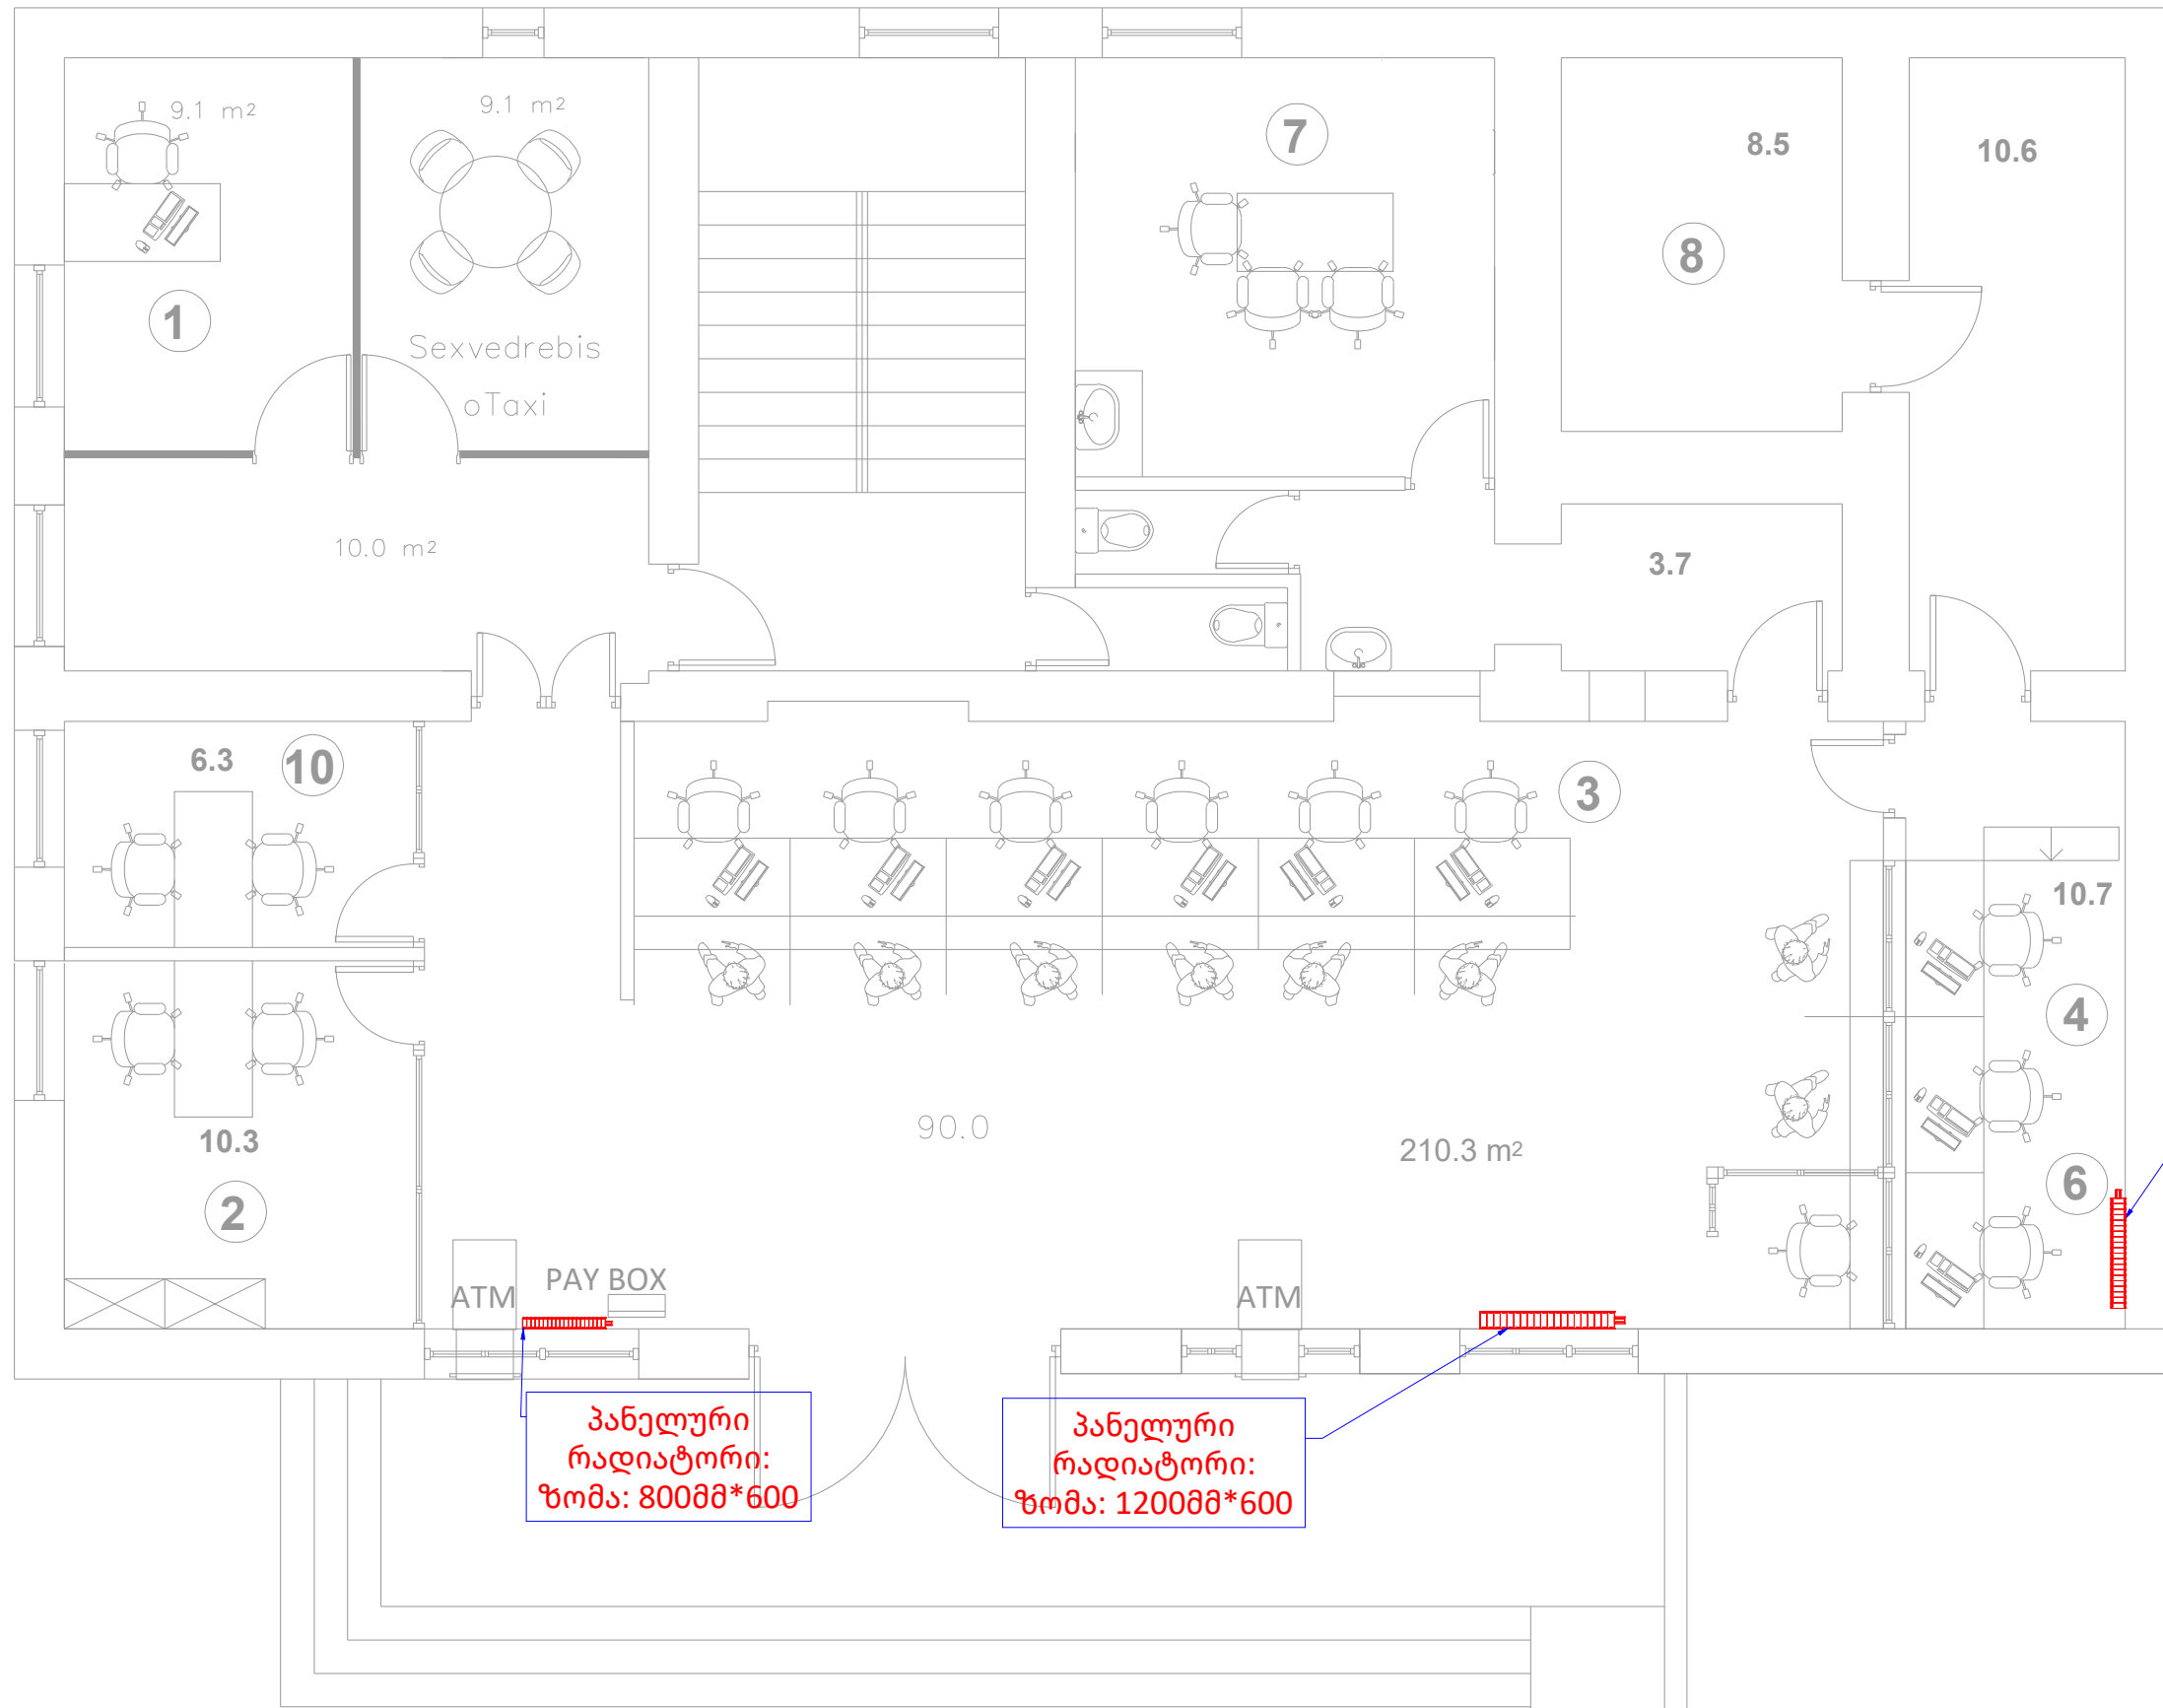 9.1 m²
9.1 m²
7
8.5
10.6
8
1
Sexvedrebis
oTaxi
10.0 m²
3.7
6.3
10
3
10.7
4
90.0
210.3 m²
10.3
6
2
ATM
PAY BOX
ATM
პანელური
რადიატორი:
ზომა: 800მმ*600
პანელური
რადიატორი:
ზომა: 1200მმ*600